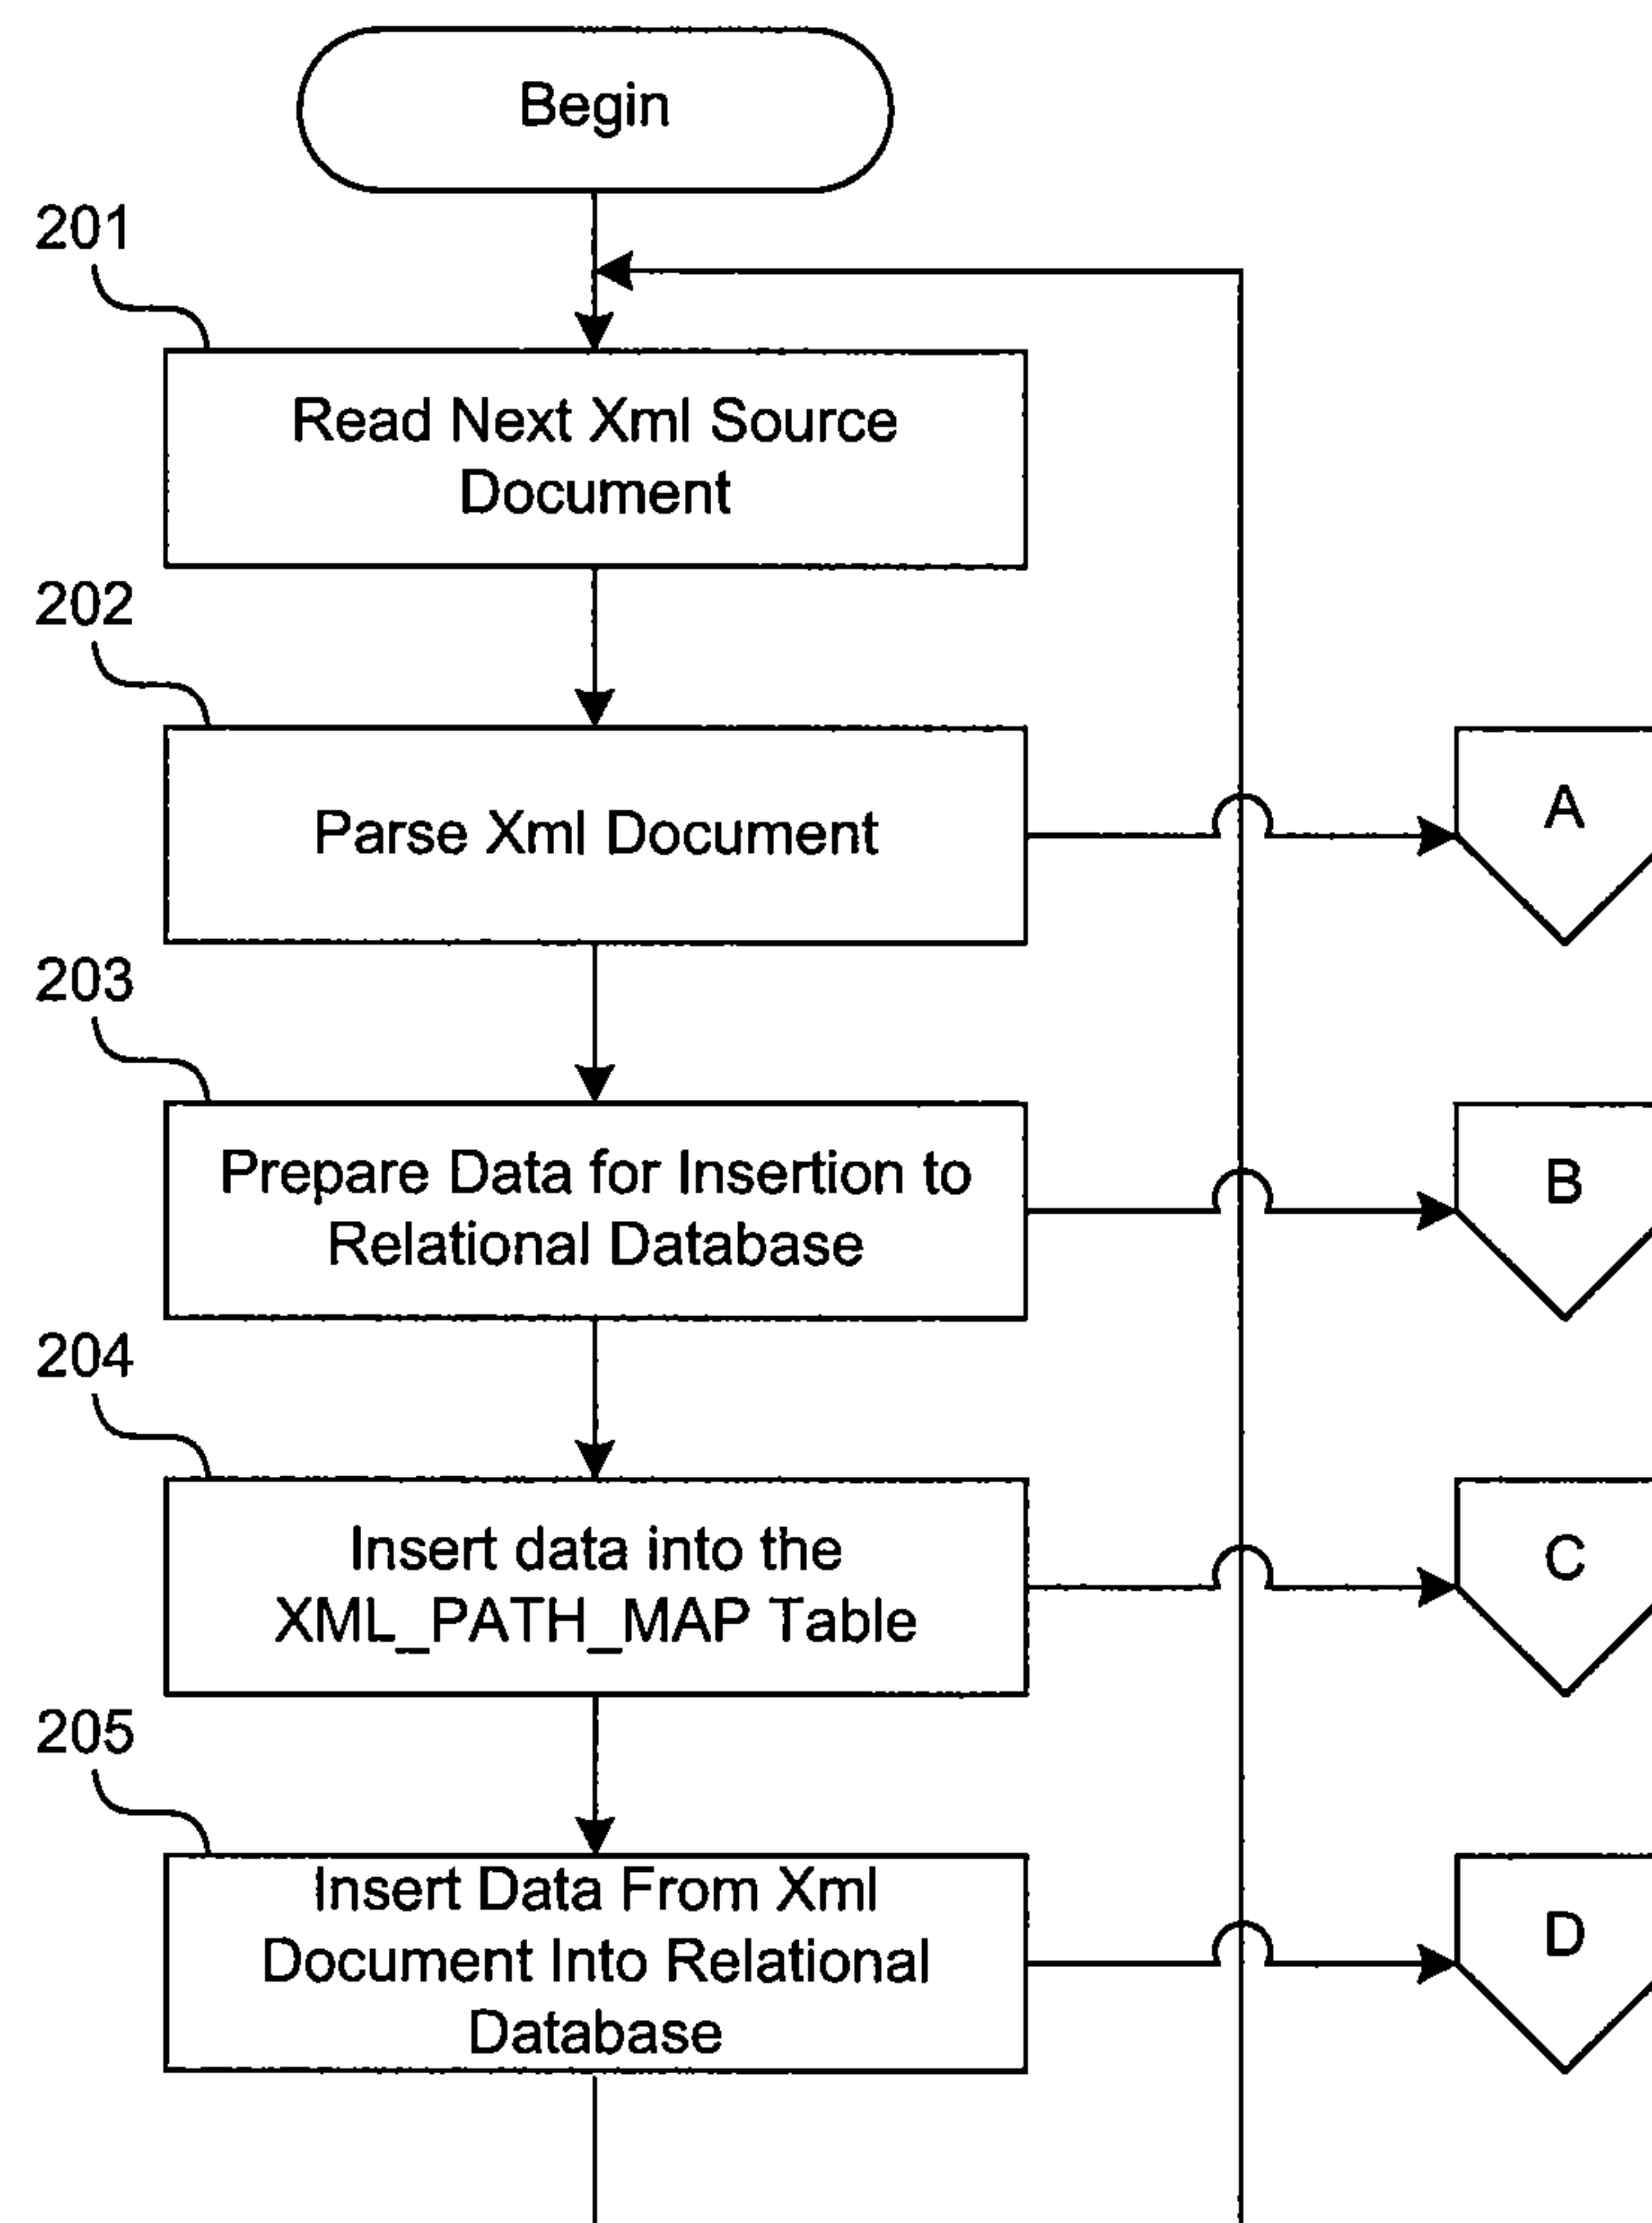 Begin
201
Read Next Xml Source
Document
202
Parse Xml Document
A
203
Prepare Data for Insertion to
Relational Database
B
204
Insert data into the
XML_PATH_MAP Table
C
205
Insert Data From Xml
Document Into Relational
Database
D